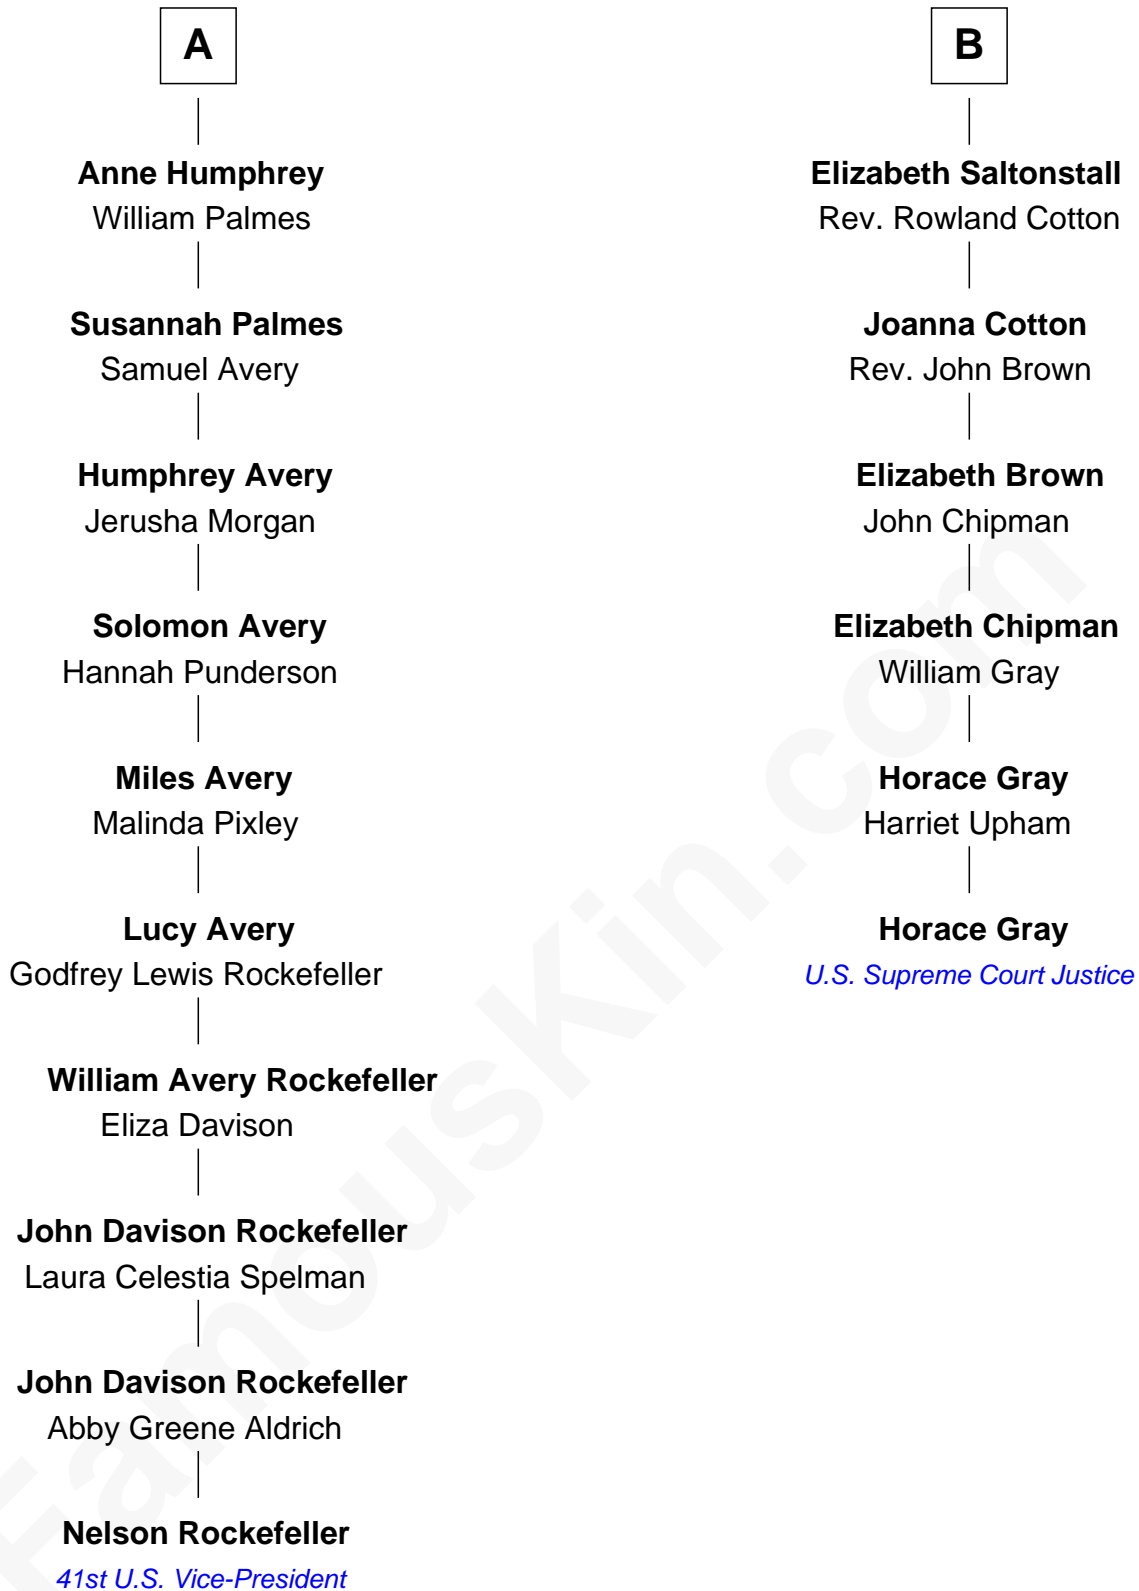 A
Anne Humphrey
William Palmes
Susannah Palmes
Samuel Avery
Humphrey Avery
Jerusha Morgan
Solomon Avery
Hannah Punderson
Miles Avery
Malinda Pixley
Lucy Avery
Godfrey Lewis Rockefeller
William Avery Rockefeller
Eliza Davison
John Davison Rockefeller
Laura Celestia Spelman
John Davison Rockefeller
Abby Greene Aldrich
Nelson Rockefeller
41st U.S. Vice-President
B
Elizabeth Saltonstall
Rev. Rowland Cotton
Joanna Cotton
Rev. John Brown
Elizabeth Brown
John Chipman
Elizabeth Chipman
William Gray
Horace Gray
Harriet Upham
Horace Gray
U.S. Supreme Court Justice
FamousKin.com